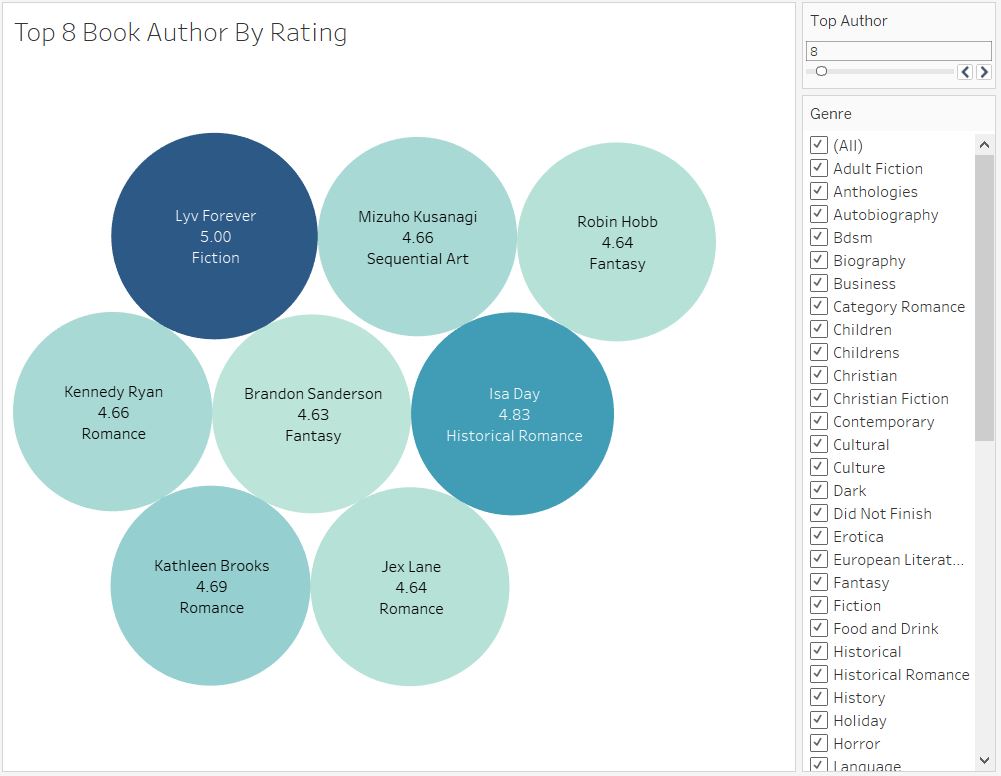 Top 8 Book Author By Rating
Lyv Forever
5.00
Fiction
Mizuho Kusanagi
4.66
Sequential Art
Robin Hobb
4.64
Fantasy
Kennedy Ryan
4.66
Romance
Brandon Sanderson
4.63
Fantasy
Isa Day
4.83
Historical Romance
Kathleen Brooks
4.69
Romance
Jex Lane
4.64
Romance
Top Author
8
Genre
(All)
Adult Fiction
Anthologies
Autobiography
Bdsm
Biography
Business
Category Romance
Children
Childrens
Christian
Christian Fiction
Contemporary
Cultural
Culture
Dark
Did Not Finish
Erotica
European Literat...
Fantasy
Fiction
Food and Drink
Historical
Historical Romance
History
Holiday
Horror
Language